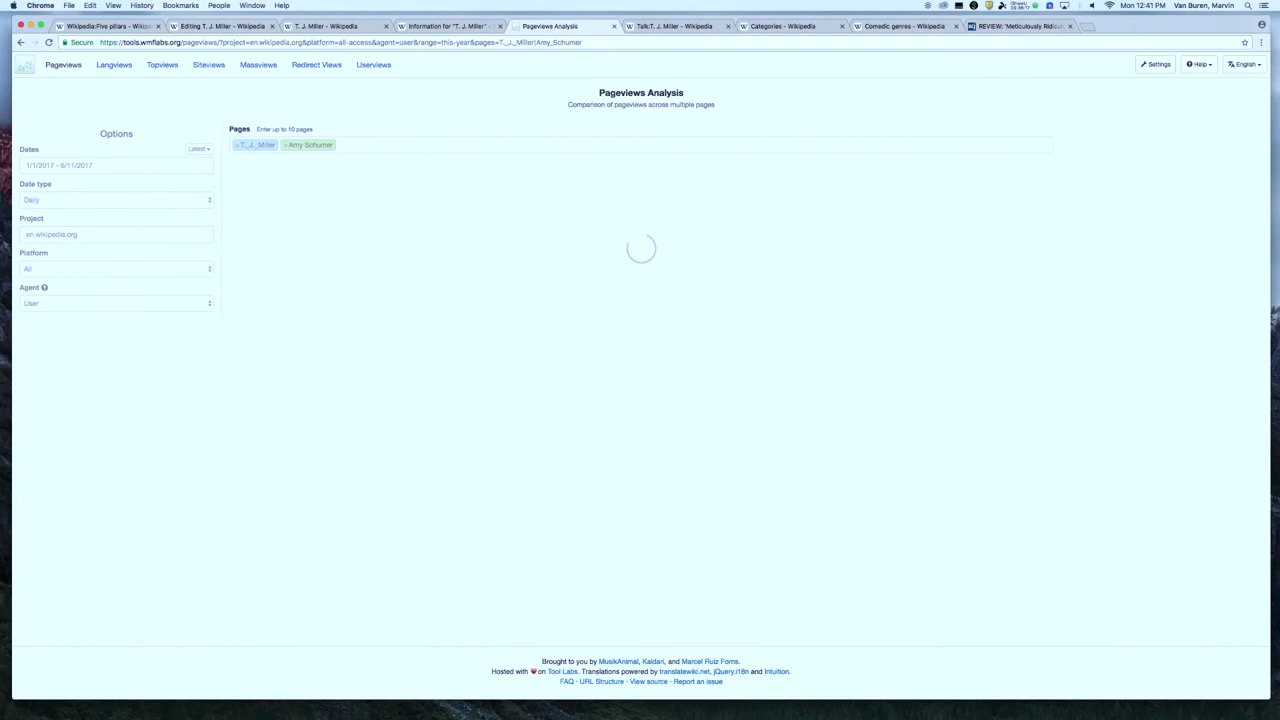 Chrome File Edit View History Bookmarks People Window Help Mon 12:41 PM Van Buren, Marvin
Wikipedia:Five pillars - Wikip Editing T. J. Miller - Wikipedia T. J. Miller - Wikipedia Information for "T. J. Miller" - Pageviews Analysis Talk:T. J. Miller - Wikipedia Categories - Wikipedia Comedic genres - Wikipedia REVIEW: 'Meticulously Ridicul
Secure https://tools.wmflabs.org/pageviews/?project=en.wikipedia.org&platform=all-access&agent=user&range=this-year&pages=T._J._Miller|Amy_Schumer
Pageviews Langviews Topviews Siteviews Massviews Redirect Views Userviews Settings Help English
Pageviews Analysis
Comparison of pageviews across multiple pages
Options
Pages Enter up to 10 pages
× T._J._Miller × Amy Schumer
Dates Latest
1/1/2017 - 6/11/2017
Date type
Daily
Project
en.wikipedia.org
Platform
All
Agent
User
Brought to you by MusikAnimal, Kaldari, and Marcel Ruiz Forns.
Hosted with on Tool Labs. Translations powered by translatewiki.net, jQuery.i18n and Intuition.
FAQ · URL Structure · View source · Report an issue